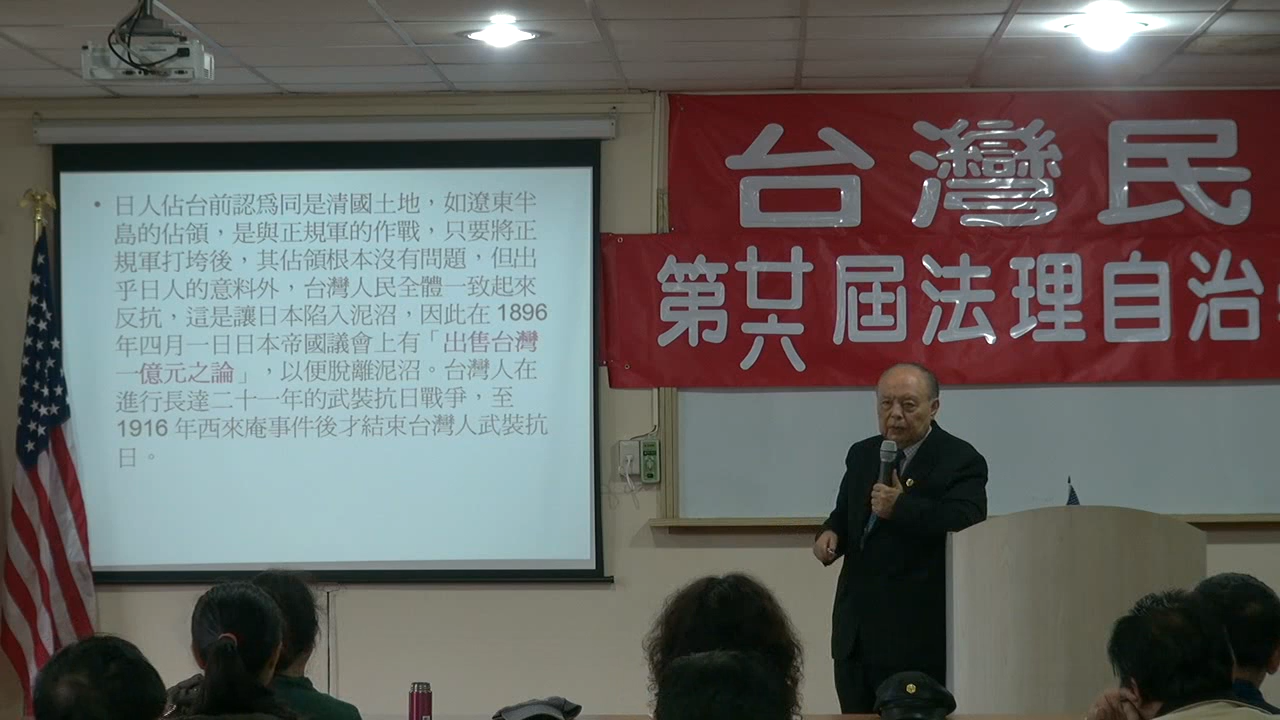 • 日人佔台前認為同是清國土地，如遼東半
島的佔領，是與正規軍的作戰，只要將正
規軍打垮後，其佔領根本沒有問題，但出
乎日人的意料外，台灣人民全體一致起來
反抗，這是讓日本陷入泥沼，因此在 1896
年四月一日日本帝國議會上有「出售台灣
一億元之論」，以便脫離泥沼。台灣人在
進行長達二十一年的武裝抗日戰爭，至
1916 年西來庵事件後才結束台灣人武裝抗
日。
台灣民
第廿六屆法理自治